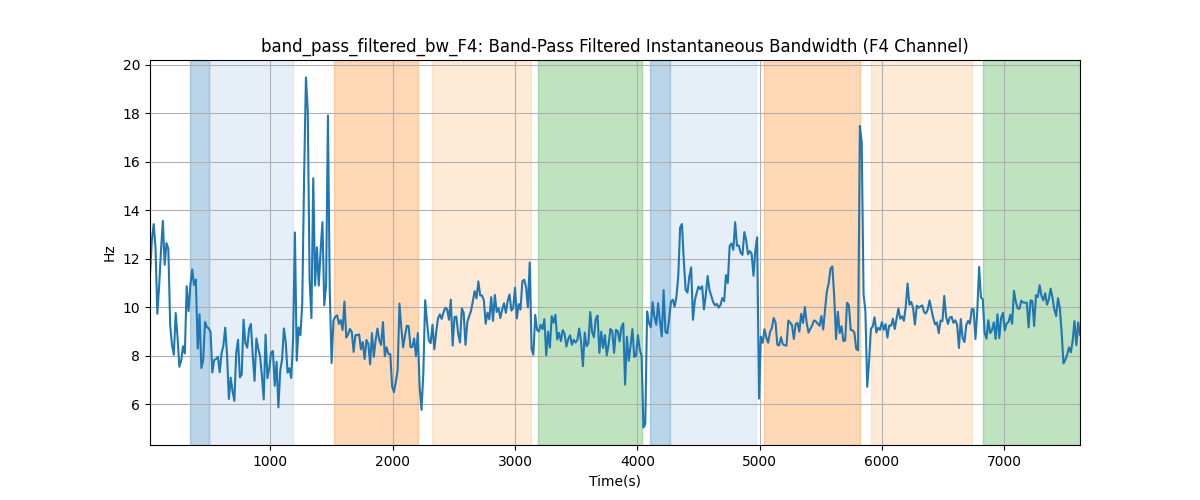 band_pass_filtered_bw_F4: Band-Pass Filtered Instantaneous Bandwidth (F4 Channel)
20
18
16
14
12
10
8
6
Hz
1000 2000 3000 4000 5000 6000 7000
Time(s)